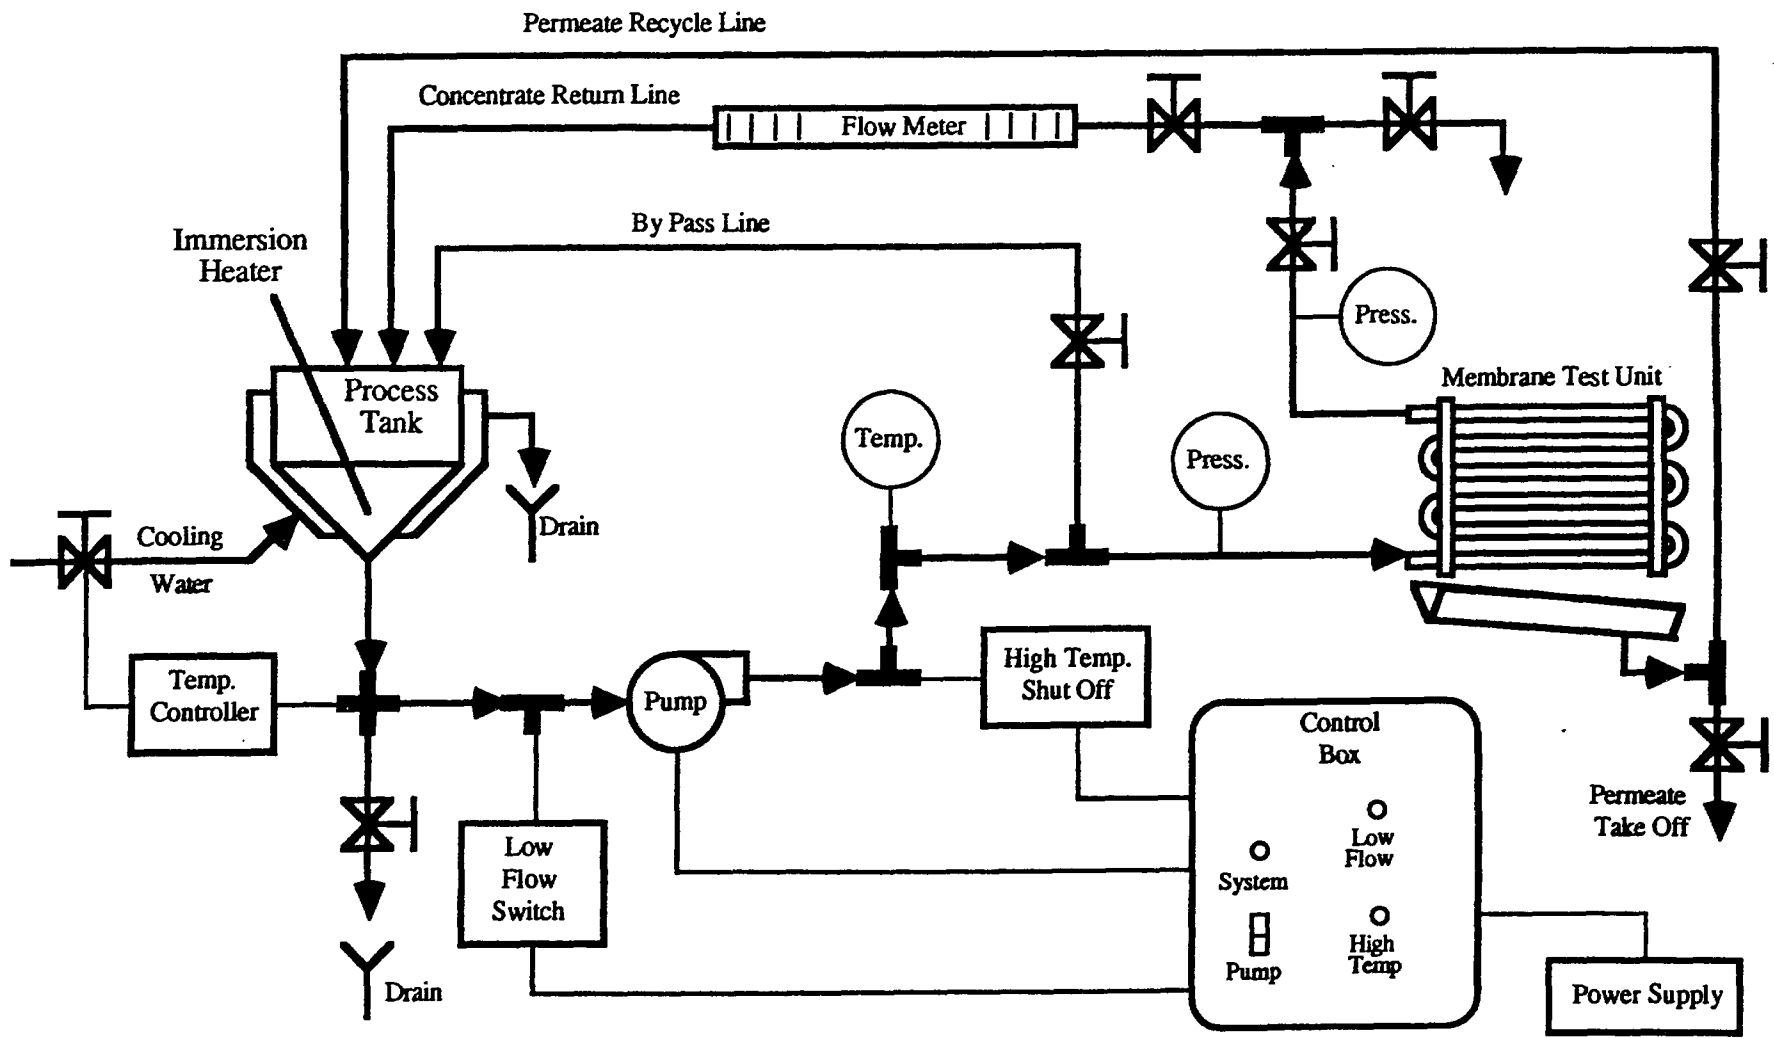 Permeate Recycle Line
Concentrate Return Line
Flow Meter
By Pass Line
Immersion
Heater
Press.
Process
Tank
Membrane Test Unit
Temp.
Press.
Drain
Cooling
Water
High Temp.
Shut Off
Temp.
Controller
Pump
Control
Box
Permeate
Take Off
Low
Flow
Low
Flow
Switch
System
High
Temp
Pump
Drain
Power Supply